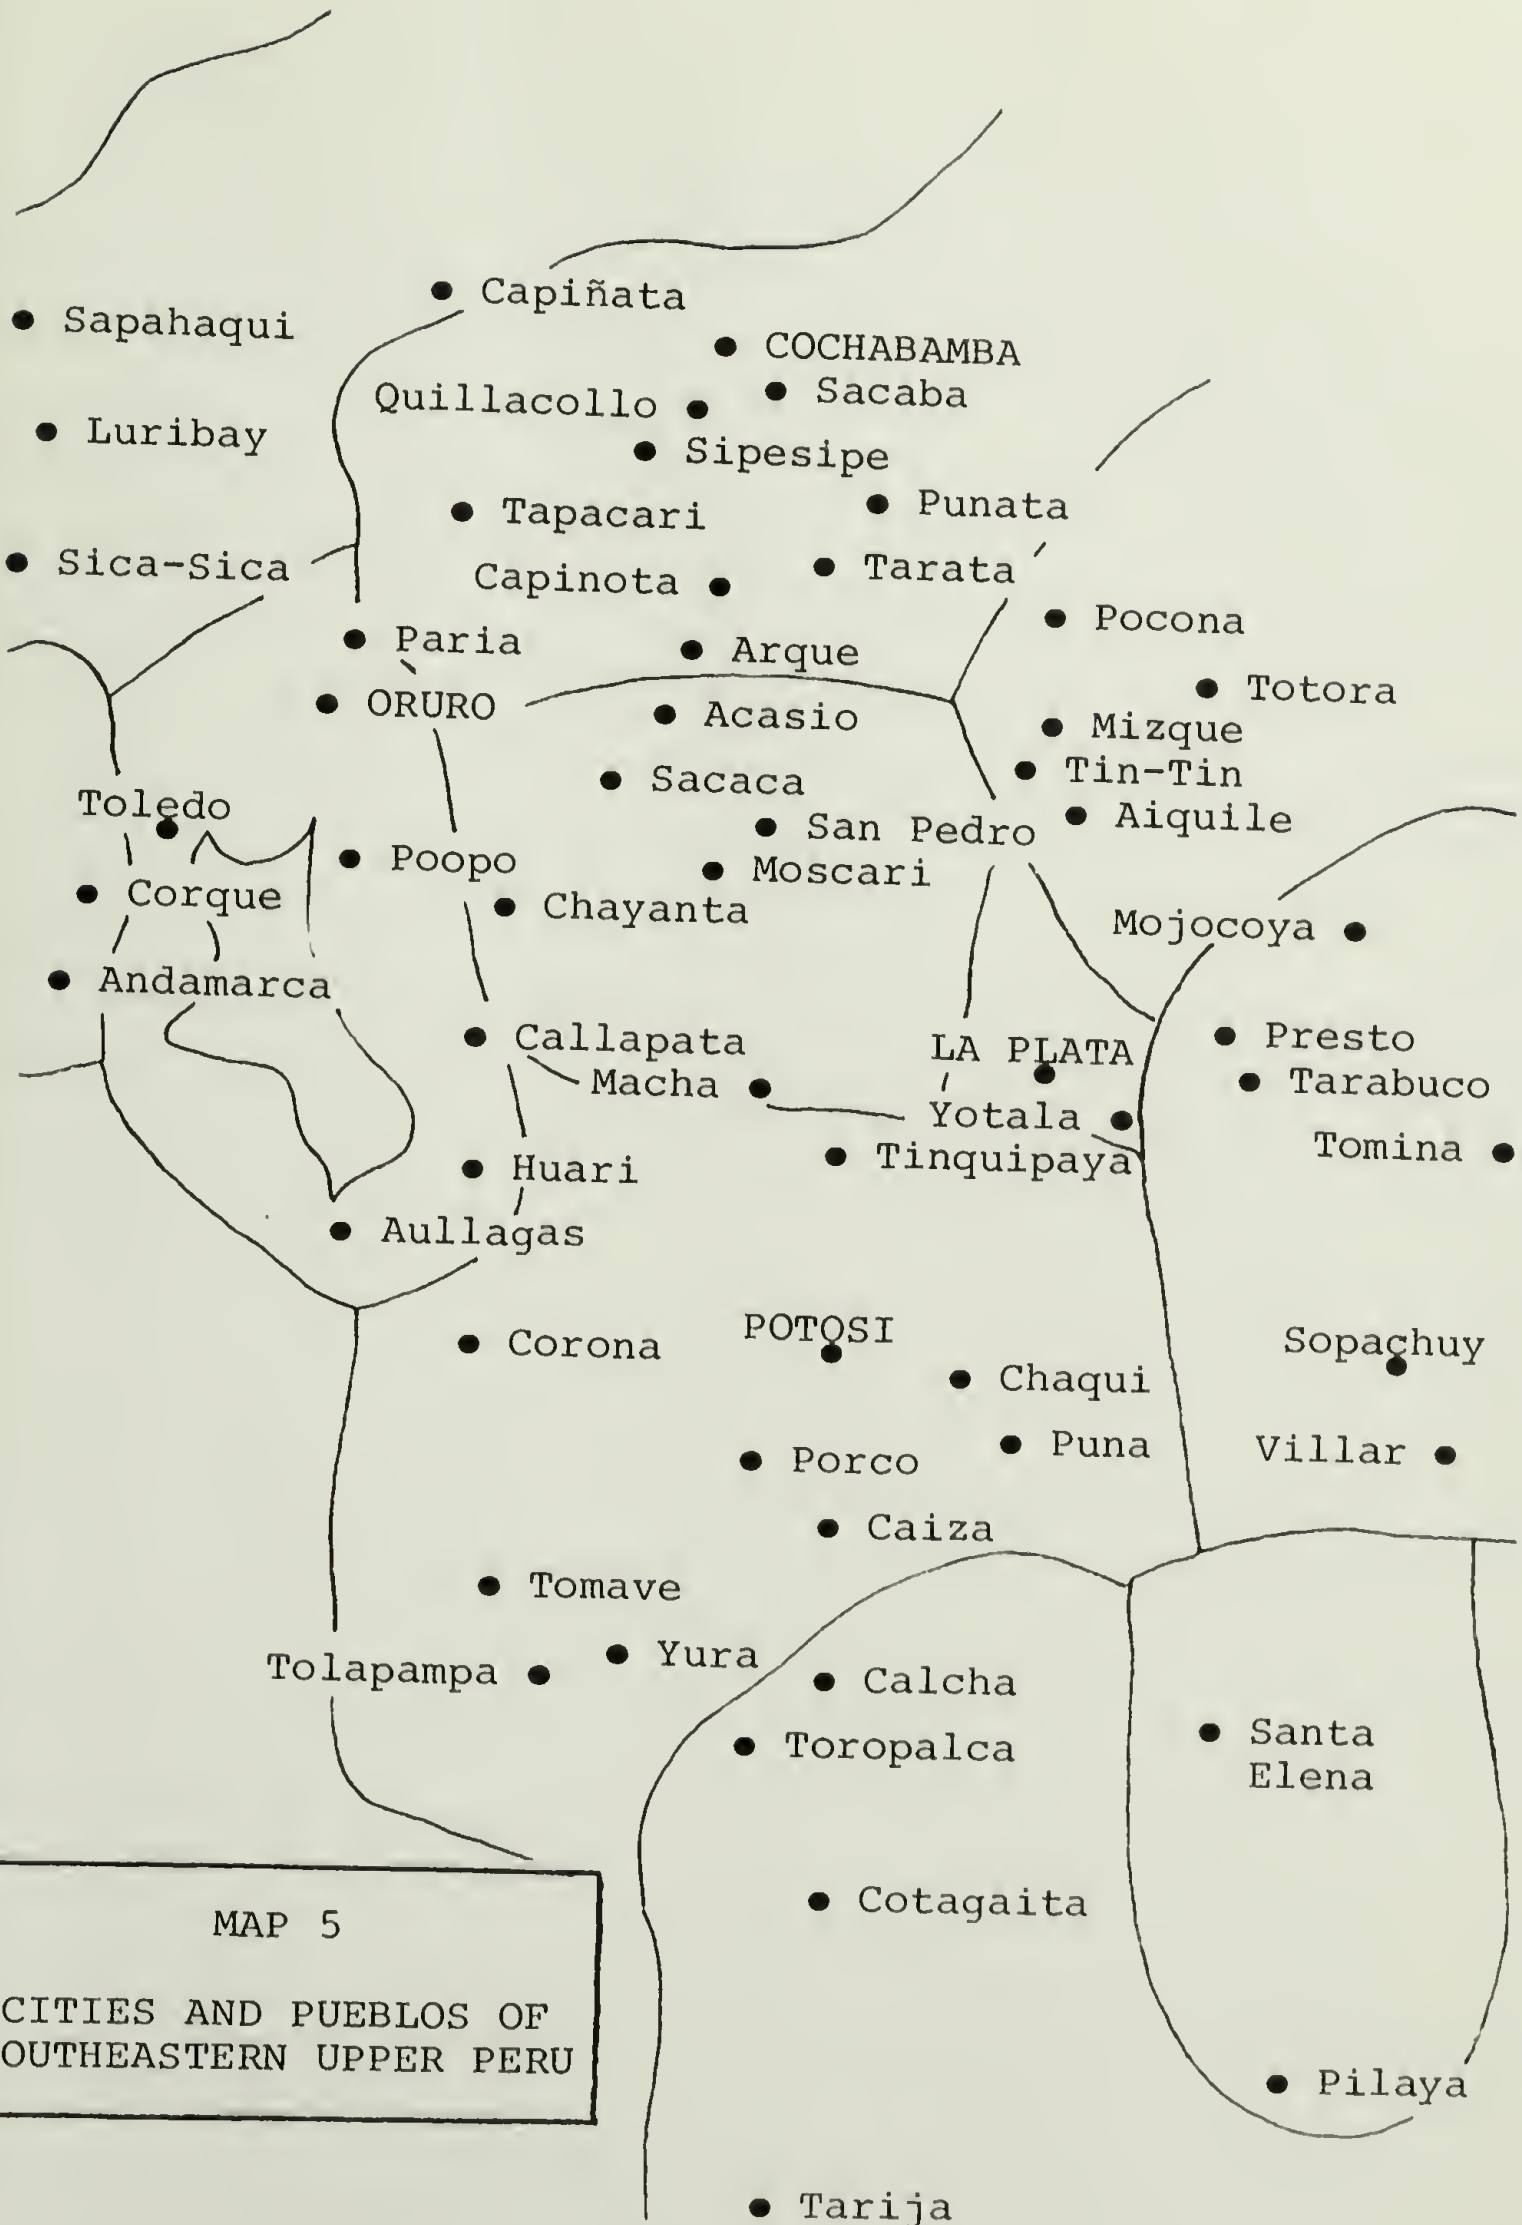 Capiñata
Sapahaqui
COCHABAMBA
Sacaba
Quillacollo
Luribay
Sipesipe
Punata
Tapacari
Sica-Sica
Tarata
Capinota
Pocona
Paria
Arque
Totora
ORURO
Acasio
Mizque
Tin-Tin
Sacaca
Toledo
Aiquile
San Pedro
Poopo
Moscari
Corque
Chayanta
Mojocoya
Andamarca
Callapata
LA PLATA
Presto
Macha
Tarabuco
Yotala
Tomina
Tinquipaya
Huari
Aullagas
POTOSI
Corona
Sopachuy
Chaqui
Puna
Villar
Porco
Caiza
Tomave
Yura
Tolapampa
Calcha
Santa
Elena
Toropalca
Cotagaita
MAP 5
CITIES AND PUEBLOS OF
OUTHEASTERN UPPER PERU
Pilaya
Tarija